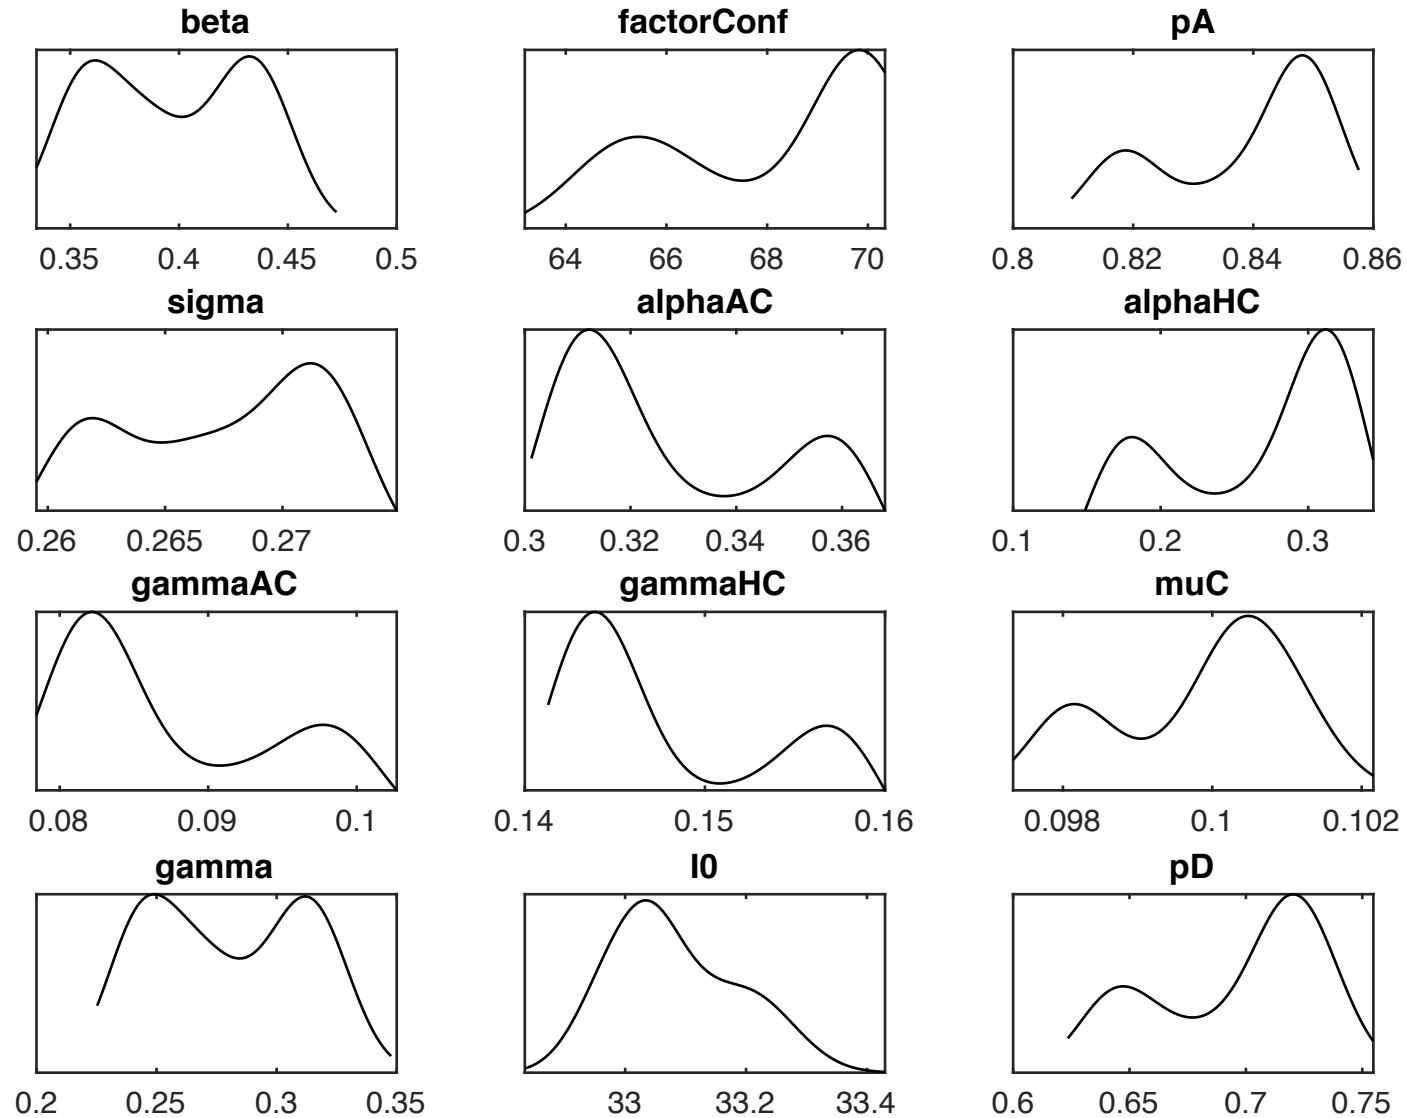 beta factorConf pA
0.35 0.4 0.45 0.5 64 66 68 70 0.8 0.82 0.84 0.86
sigma alphaAC alphaHC
0.26 0.265 0.27 0.3 0.32 0.34 0.36 0.1 0.2 0.3
gammaAC gammaHC muC
0.08 0.09 0.1 0.14 0.15 0.16 0.098 0.1 0.102
gamma I0 pD
0.2 0.25 0.3 0.35 33 33.2 33.4 0.6 0.65 0.7 0.75